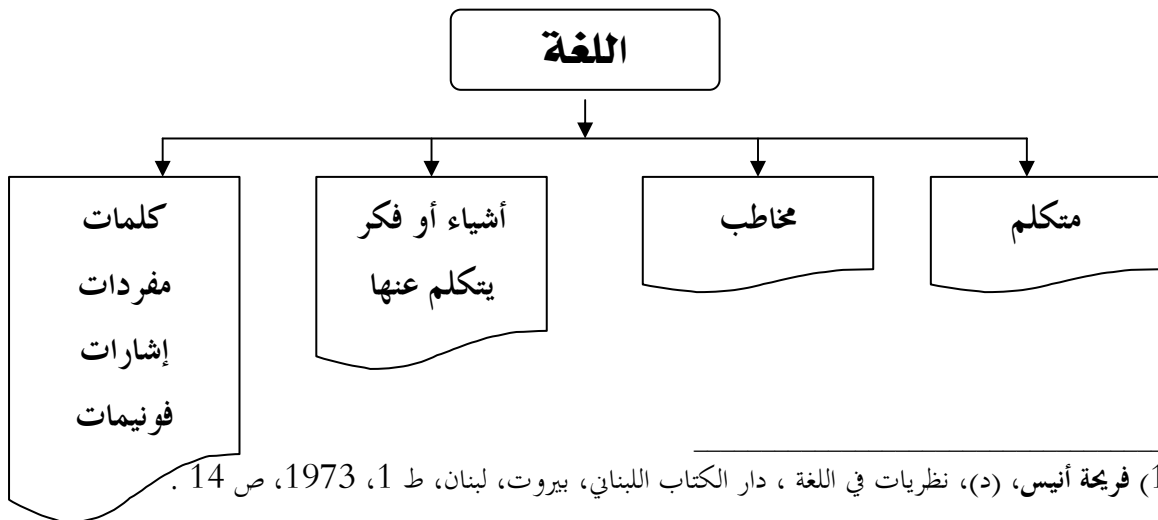 اللغة
متكلم
مخاطب
أشياء أو فكر
يتكلم عنها
كلمات
مفردات
إشارات
فونيمات
1) فريحة أنيس، (د)، نظريات في اللغة ، دار الكتاب اللبناني، بيروت، لبنان، ط 1، 1973، ص 14 .